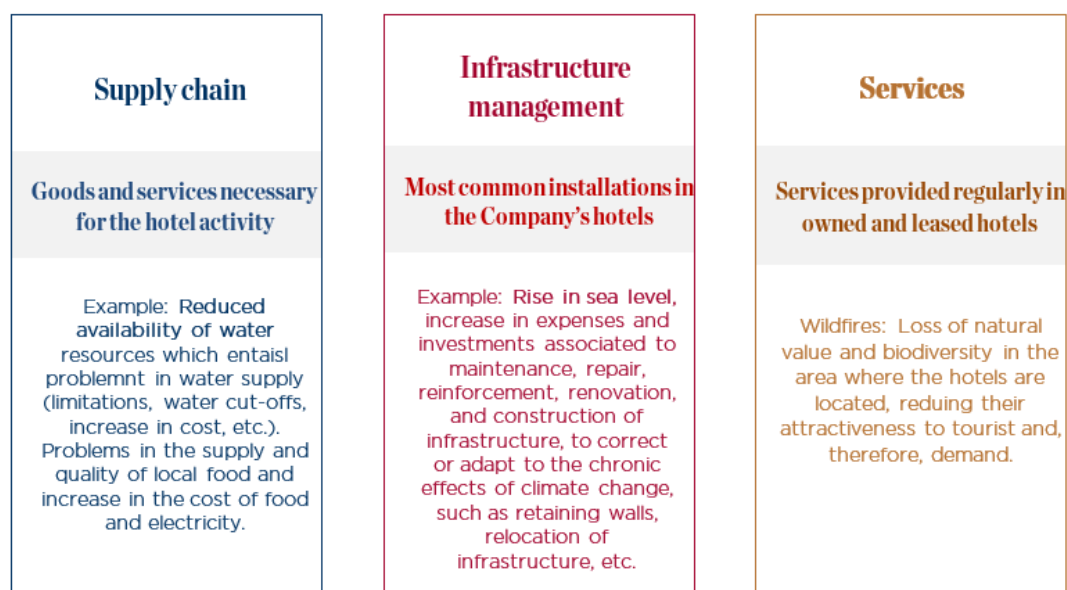 Supply chain
Goods and services necessary
for the hotel activity
Example: Reduced
availability of water
resources which entaisl
problemnt in water supply
(limitations, water cut-offs,
increase in cost, etc.).
Problems in the supply and
quality of local food and
increase in the cost of food
and electricity.
Infrastructure
management
Most common installations in
the Company's hotels
Example: Rise in sea level,
increase in expenses and
investments associated to
maintenance, repair,
reinforcement, renovation,
and construction of
infrastructure, to correct
or adapt to the chronic
effects of climate change,
such as retaining walls,
relocation of
infrastructure, etc.
Services
Services provided regularly in
owned and leased hotels
Wildfires: Loss of natural
value and biodiversity in the
area where the hotels are
located, reduing their
attractiveness to tourist and,
therefore, demand.